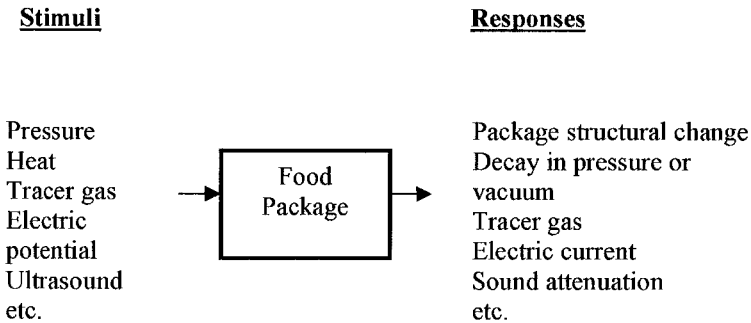 Stimuli
Responses
Pressure
Heat
Tracer gas
Electric
potential
Ultrasound
etc.
Food
Package
Package structural change
Decay in pressure or
vacuum
Tracer gas
Electric current
Sound attenuation
etc.